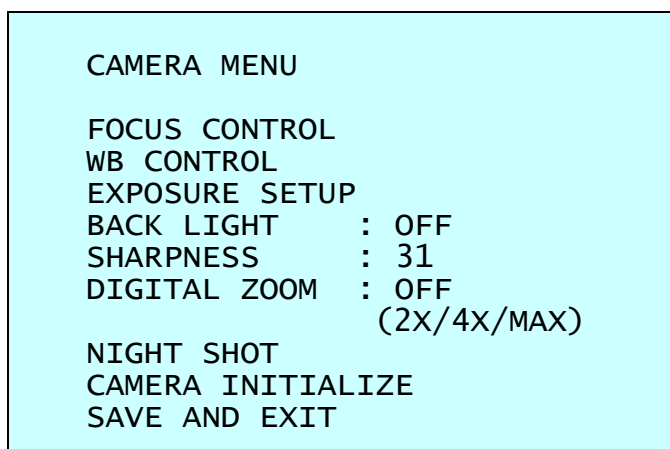 CAMERA MENU
FOCUS CONTROL
WB CONTROL
EXPOSURE SETUP
BACK LIGHT : OFF
SHARPNESS : 31
DIGITAL ZOOM : OFF
(2X/4X/MAX)
NIGHT SHOT
CAMERA INITIALIZE
SAVE AND EXIT